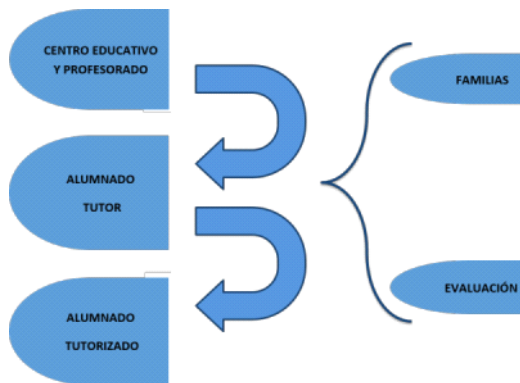 CENTRO EDUCATIVO
Y PROFESORADO
ALUMNADO
TUTOR
ALUMNADO
TUTORIZADO
FAMILIAS
EVALUACIÓN